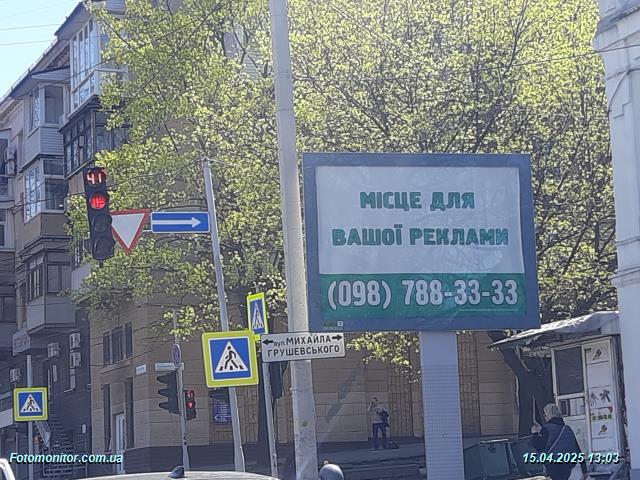 41
МІСЦЕ ДЛЯ
ВАШОЇ РЕКЛАМИ
(098) 788-33-33
вул. МИХАЙЛА
ГРУШЕВСЬКОГО
Fotomonitor.com.ua
15.04.2025 13:03